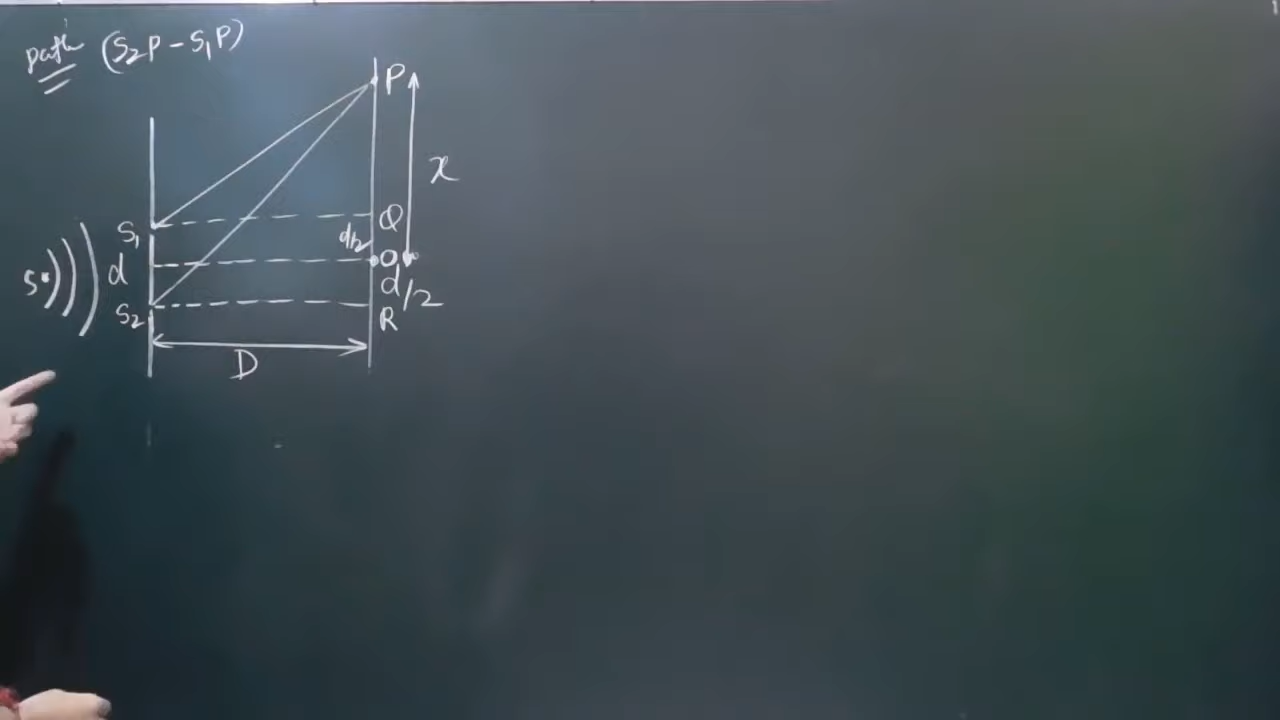 path (S₂P - S₁P)
P
x
S₁
Q
d/2
S
d
O
d/2
S₂
R
D